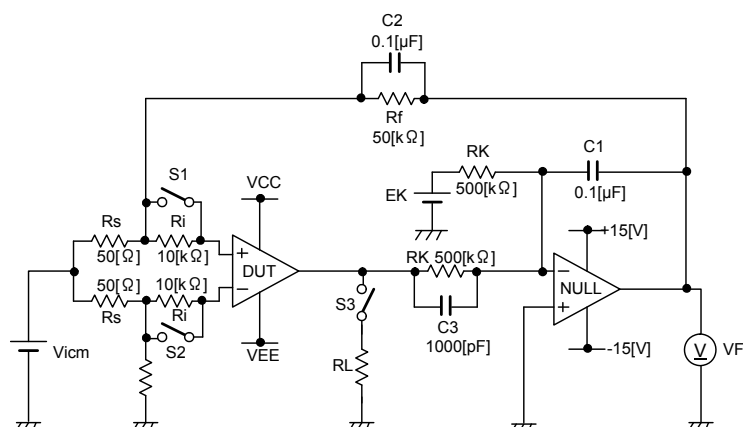 C2
0.1[μF]
Rf
50[kΩ]
RK
500[kΩ]
C1
0.1[μF]
EK
S1
VCC
Rs
50[Ω]
Ri
10[kΩ]
+15[V]
DUT
+
−
RK 500[kΩ]
C3
1000[pF]
NULL
−
+
-15[V]
50[Ω]
Rs
10[kΩ]
Ri
S2
VEE
S3
RL
Vicm
V
VF